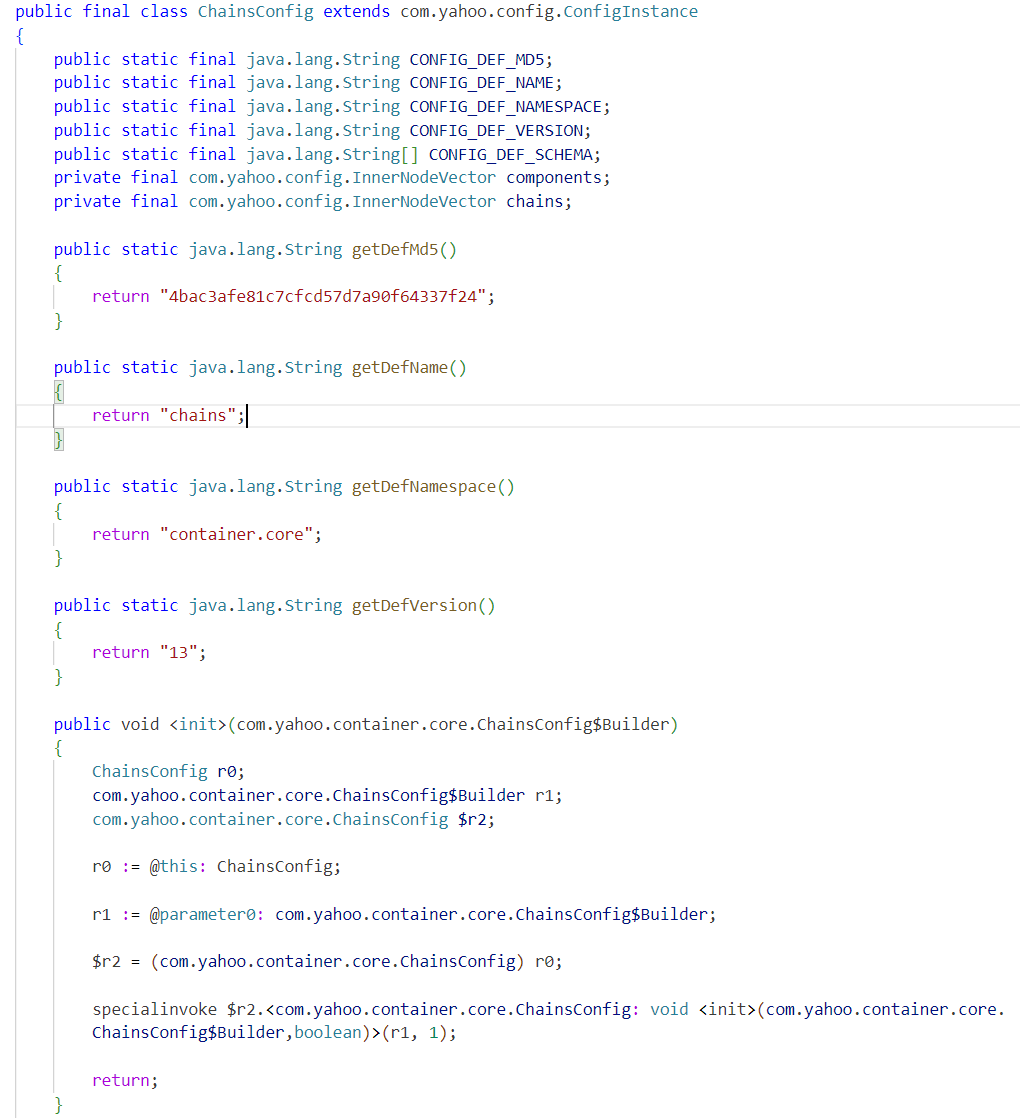 public final class ChainsConfig extends com.yahoo.config.ConfigInstance
{
    public static final java.lang.String CONFIG_DEF_MD5;
    public static final java.lang.String CONFIG_DEF_NAME;
    public static final java.lang.String CONFIG_DEF_NAMESPACE;
    public static final java.lang.String CONFIG_DEF_VERSION;
    public static final java.lang.String[] CONFIG_DEF_SCHEMA;
    private final com.yahoo.config.InnerNodeVector components;
    private final com.yahoo.config.InnerNodeVector chains;

    public static java.lang.String getDefMd5()
    {
        return "4bac3afe81c7cfcd57d7a90f64337f24";
    }

    public static java.lang.String getDefName()
    {
        return "chains";
    }

    public static java.lang.String getDefNamespace()
    {
        return "container.core";
    }

    public static java.lang.String getDefVersion()
    {
        return "13";
    }

    public void <init>(com.yahoo.container.core.ChainsConfig$Builder)
    {
        ChainsConfig r0;
        com.yahoo.container.core.ChainsConfig$Builder r1;
        com.yahoo.container.core.ChainsConfig $r2;

        r0 := @this: ChainsConfig;

        r1 := @parameter0: com.yahoo.container.core.ChainsConfig$Builder;

        $r2 = (com.yahoo.container.core.ChainsConfig) r0;

        specialinvoke $r2.<com.yahoo.container.core.ChainsConfig: void <init>(com.yahoo.container.core.
        ChainsConfig$Builder,boolean)>(r1, 1);

        return;
    }